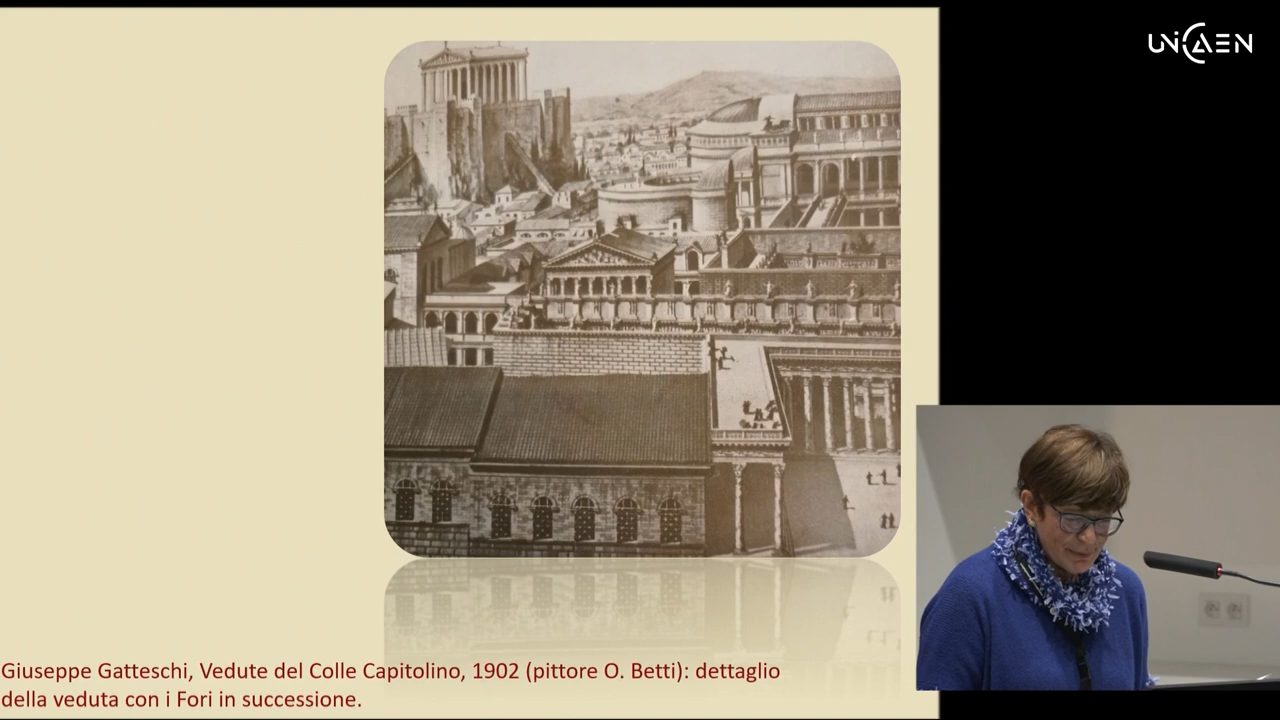 UNICAEN
Giuseppe Gatteschi, Vedute del Colle Capitolino, 1902 (pittore O. Betti): dettaglio
della veduta con i Fori in successione.